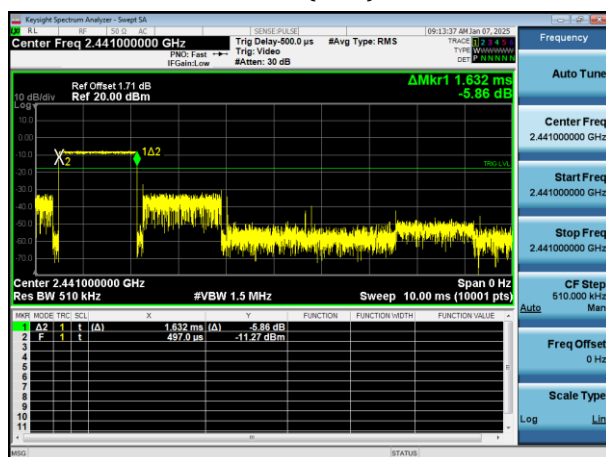 Keysight Spectrum Analyzer - Swept SA
RL RF 50 Ω AC SENSE:PULSE 09:13:37 AM Jan 07, 2025
Center Freq 2.441000000 GHz
PNO: Fast
IFGain:Low
Trig Delay-500.0 µs
Trig: Video
#Atten: 30 dB
#Avg Type: RMS
TRACE 1 2 3 4 5 6
TYPE WWWWWW
DET P N N N N N
Ref Offset 1.71 dB
10 dB/div Ref 20.00 dBm
Log
ΔMkr1 1.632 ms
-5.86 dB
10.0
0.00
-10.0
-20.0
-30.0
-40.0
-50.0
-60.0
-70.0
X2
1Δ2
TRIG LVL
Center 2.441000000 GHz Span 0 Hz
Res BW 510 kHz #VBW 1.5 MHz Sweep 10.00 ms (10001 pts)
MKR MODE TRC SCL X Y FUNCTION FUNCTION WIDTH FUNCTION VALUE
1 Δ2 1 t (Δ) 1.632 ms (Δ) -5.86 dB
2 F 1 t 497.0 µs -11.27 dBm
3
4
5
6
7
8
9
10
11
MSG STATUS
Frequency
Auto Tune
Center Freq
2.441000000 GHz
Start Freq
2.441000000 GHz
Stop Freq
2.441000000 GHz
CF Step
510.000 kHz
Auto Man
Freq Offset
0 Hz
Scale Type
Log Lin